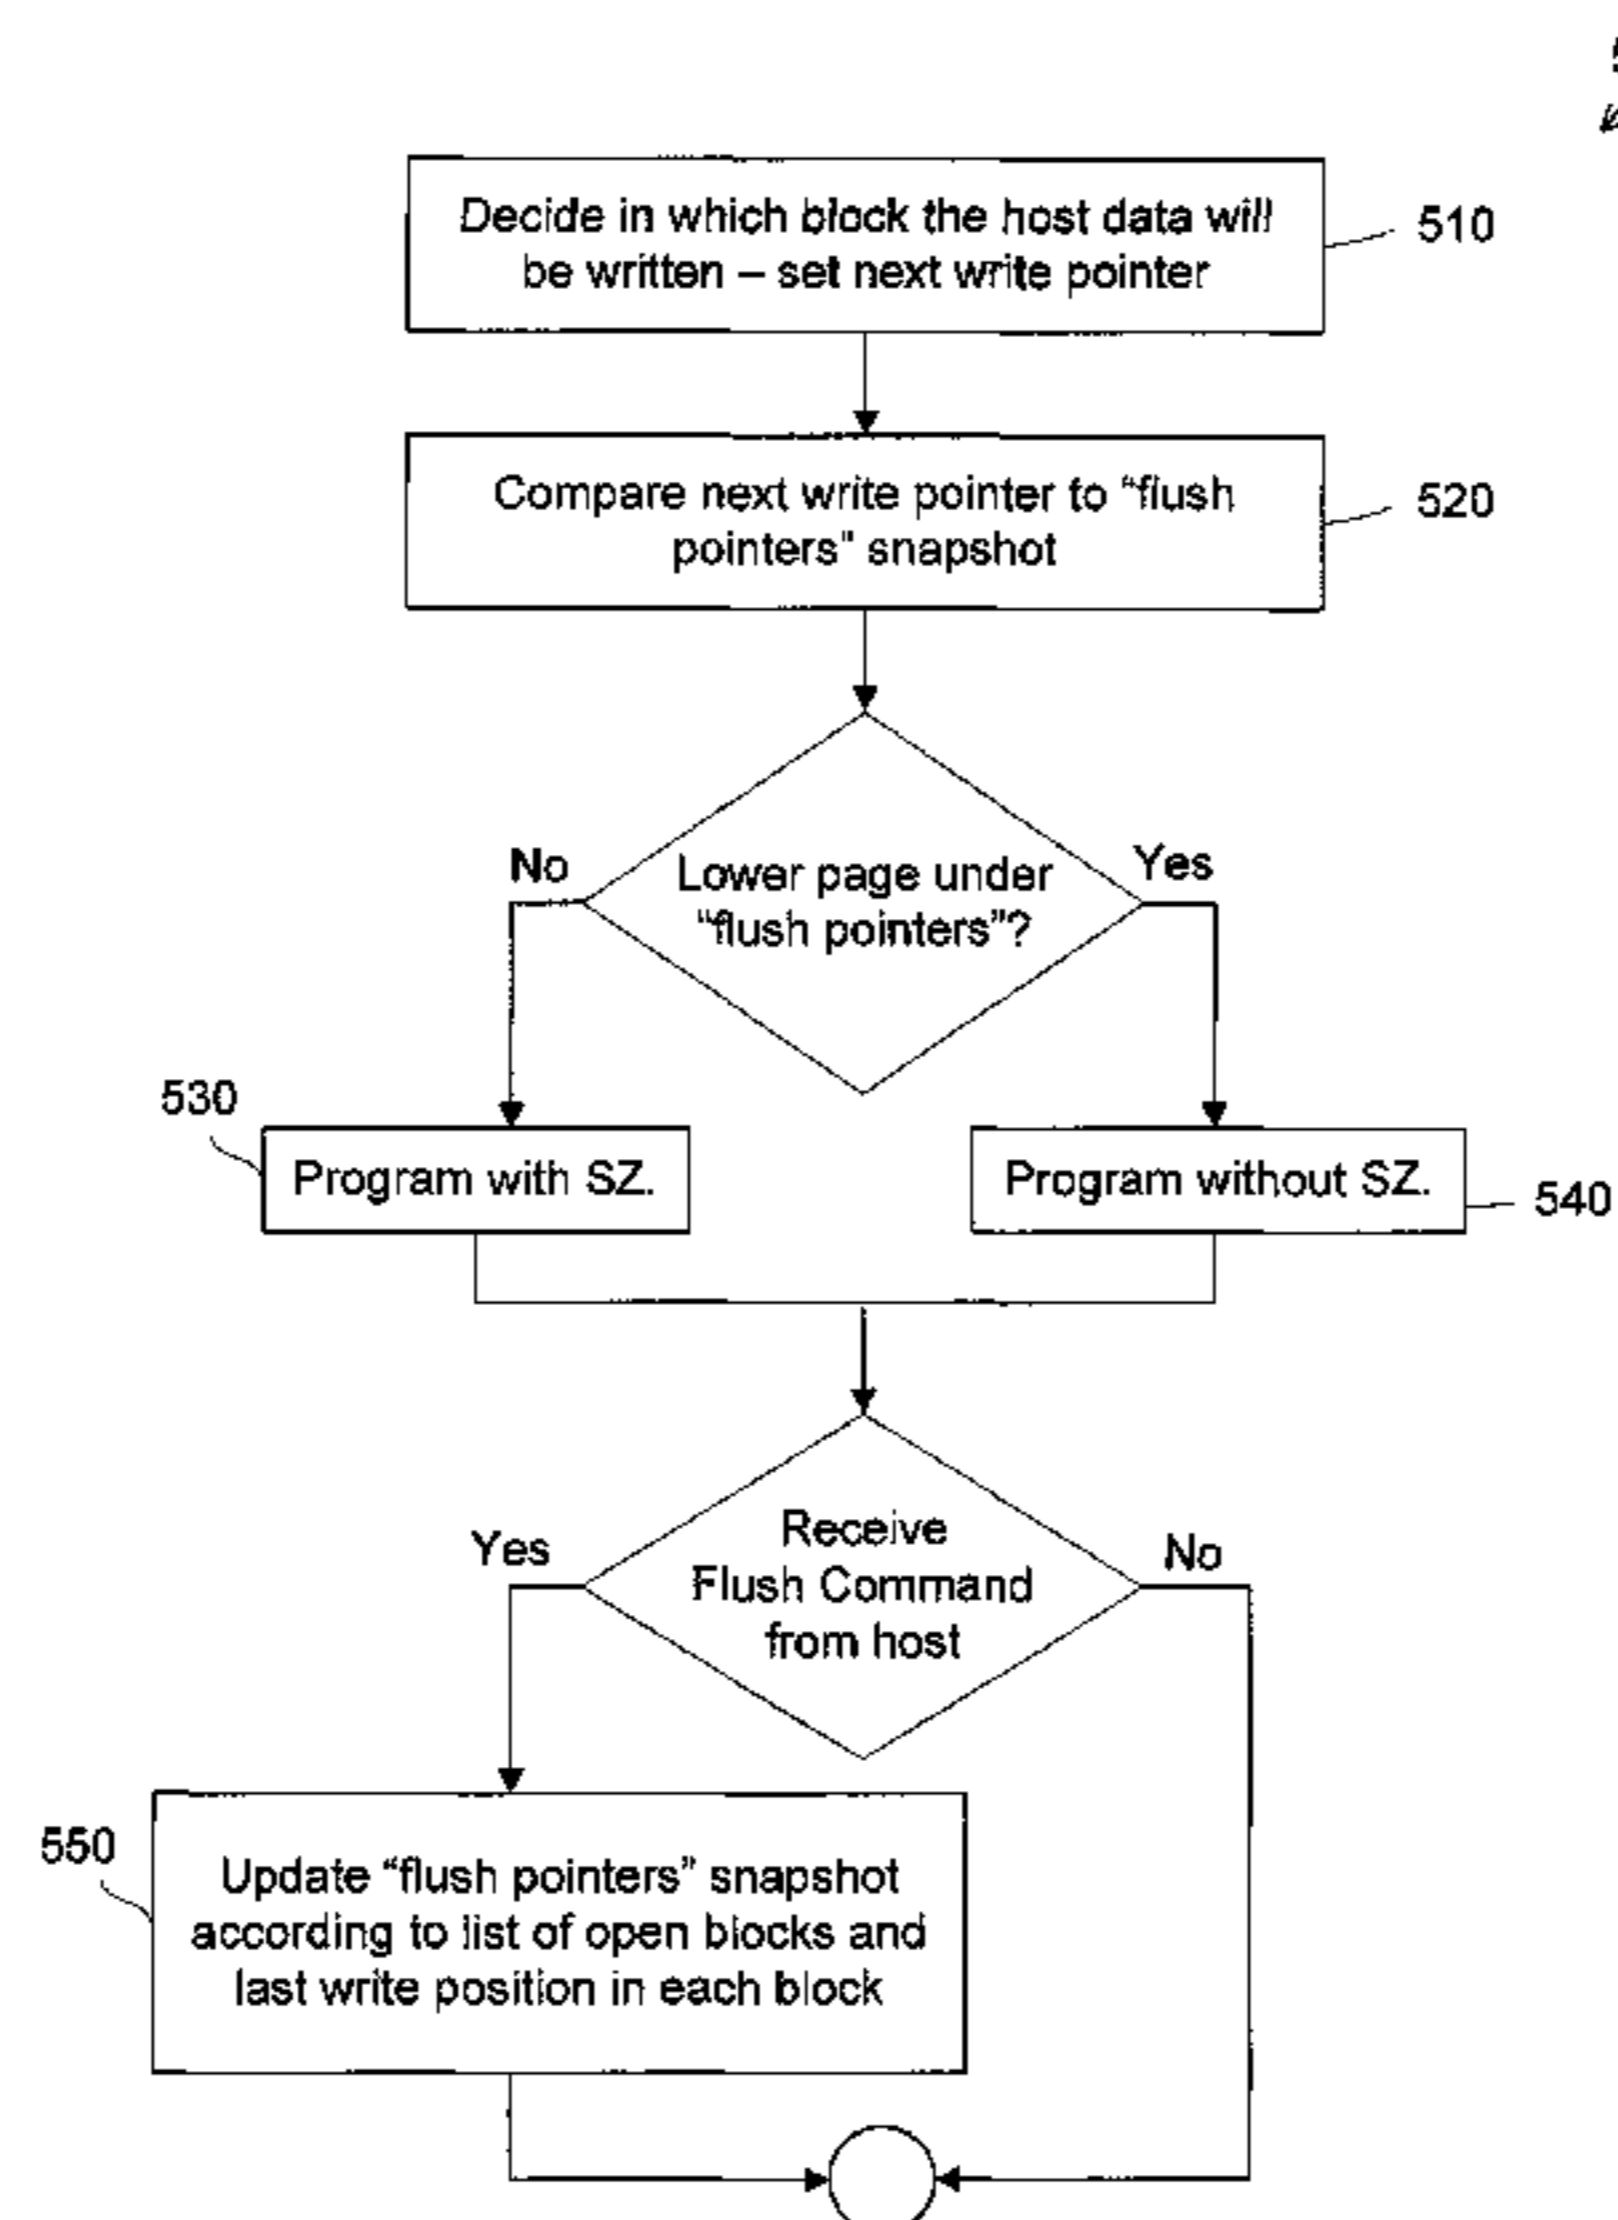 5
Decide in which block the host data will
be written – set next write pointer
510
Compare next write pointer to “flush
pointers” snapshot
520
No
Lower page under
“flush pointers”?
Yes
530
Program with SZ.
Program without SZ.
540
Yes
Receive
Flush Command
from host
No
550
Update “flush pointers” snapshot
according to list of open blocks and
last write position in each block